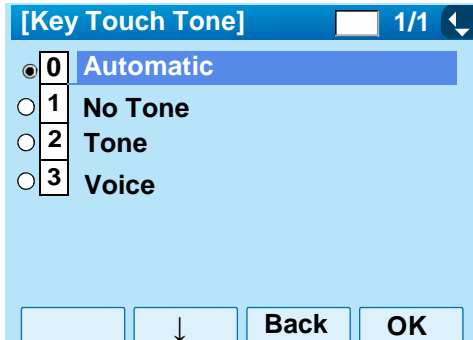 [Key Touch Tone] 1/1
0 Automatic
1 No Tone
2 Tone
3 Voice
↓ Back OK